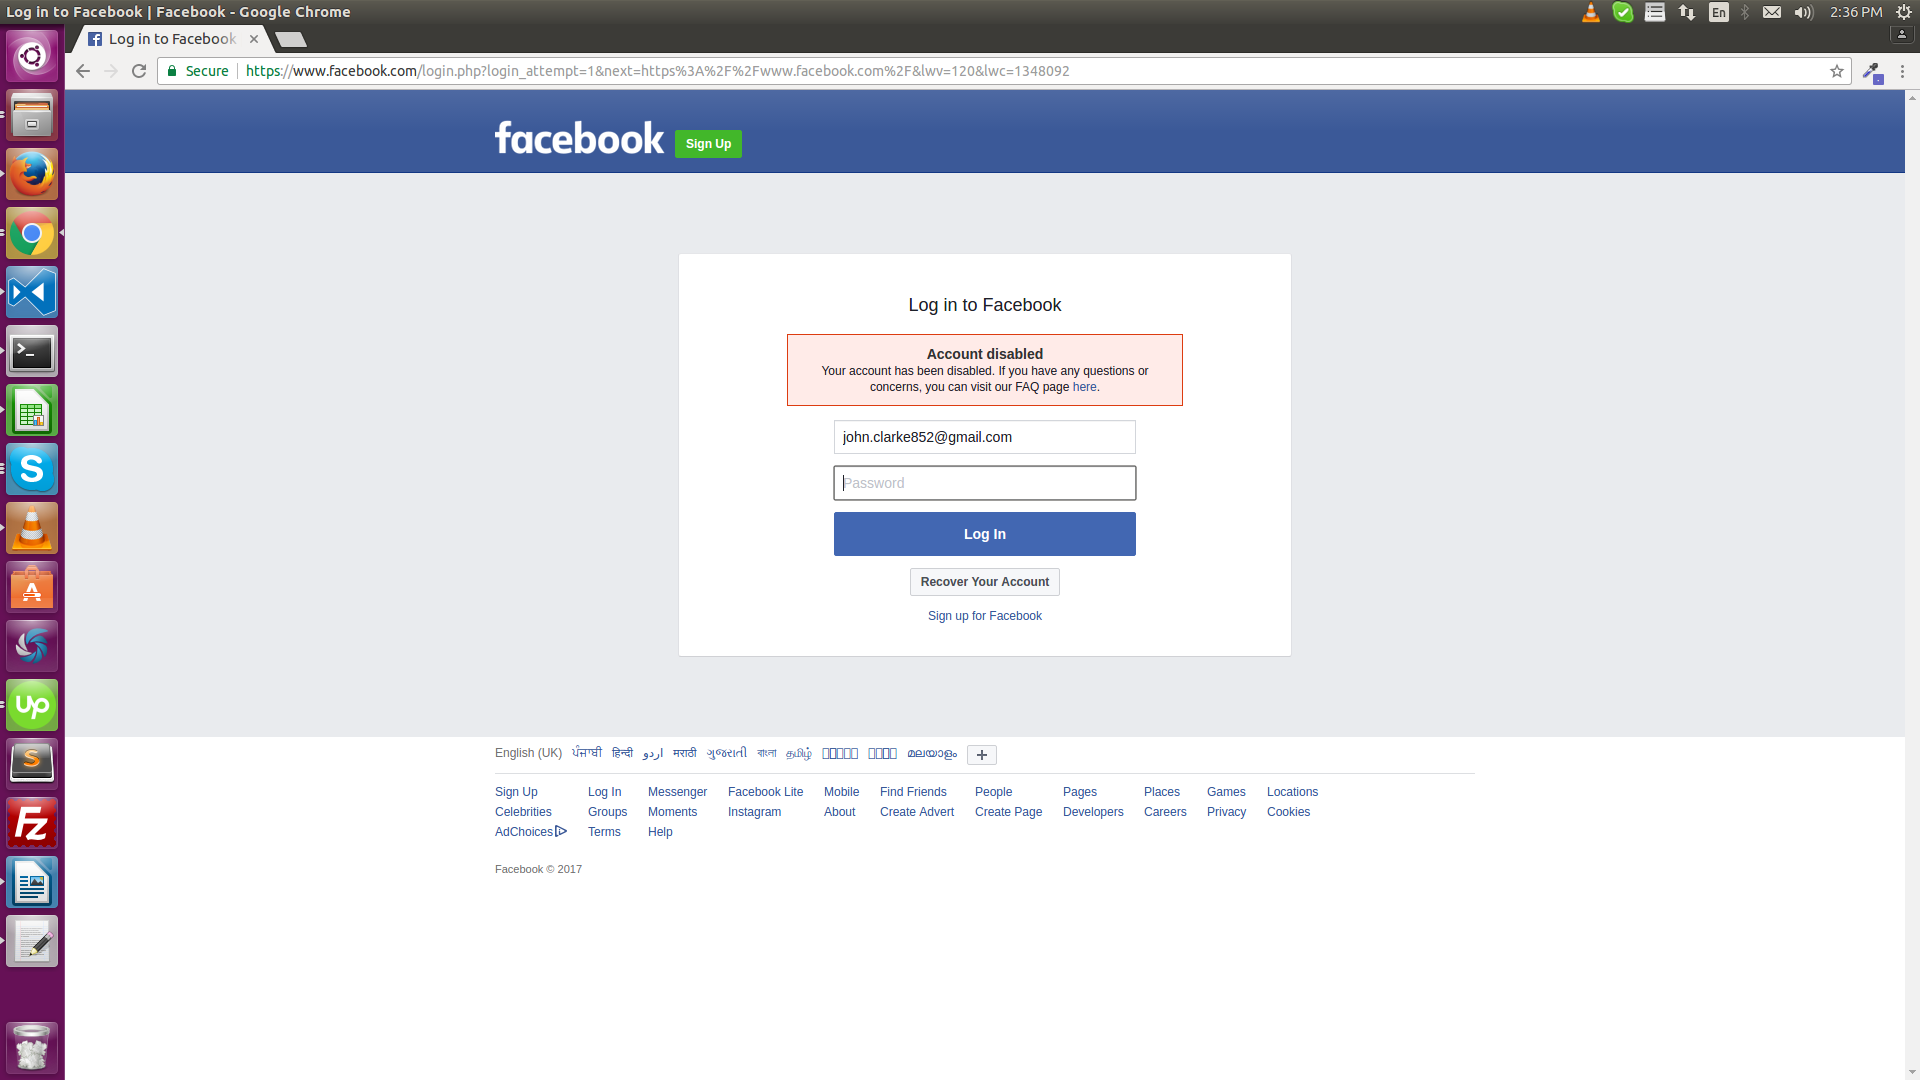 Log in to Facebook | Facebook - Google Chrome
En
2:36 PM
Log in to Facebook
Secure
https://www.facebook.com/login.php?login_attempt=1&next=https%3A%2F%2Fwww.facebook.com%2F&lwv=120&lwc=1348092
facebook
Sign Up
Log in to Facebook
Account disabled
Your account has been disabled. If you have any questions or
concerns, you can visit our FAQ page here.
john.clarke852@gmail.com
Password
Log In
Recover Your Account
Sign up for Facebook
English (UK) ਪੰਜਾਬੀ हिन्दी اردو मराठी ગુજરાતી বাংলা தமிழ் മലയാളം +
Sign Up Log In Messenger Facebook Lite Mobile Find Friends People Pages Places Games Locations
Celebrities Groups Moments Instagram About Create Advert Create Page Developers Careers Privacy Cookies
AdChoices Terms Help
Facebook © 2017